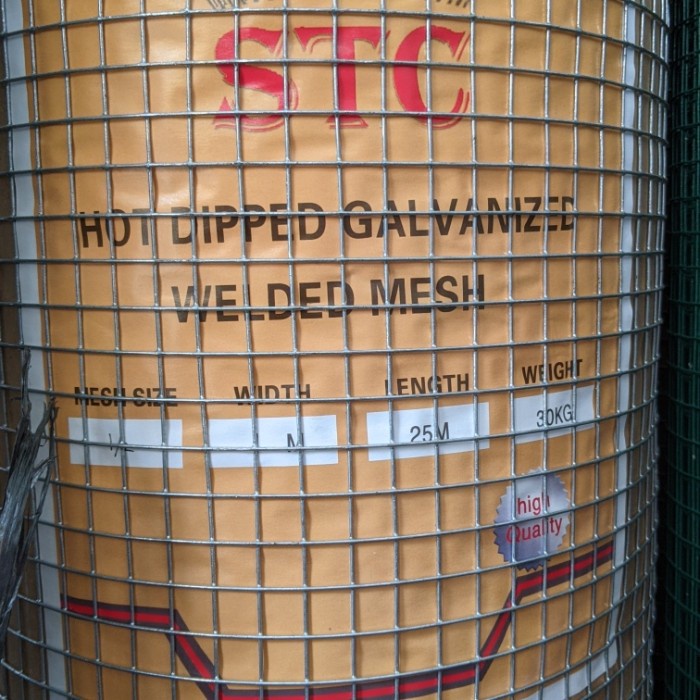 STC
HOT DIPPED GALVANIZED
WELDED MESH
MESH SIZE WIDTH LENGTH WEIGHT
M 25M 30KG
high
Quality